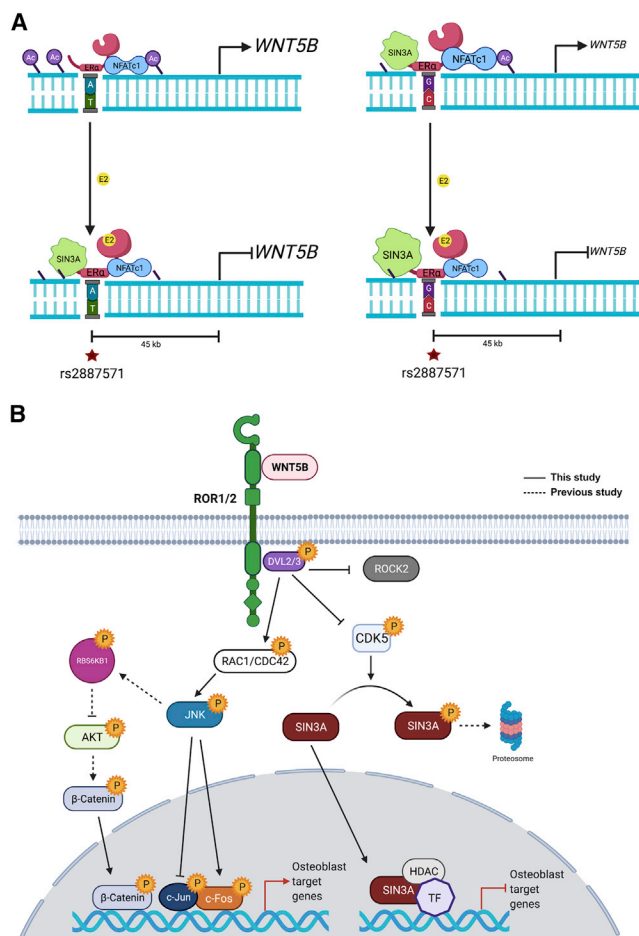 A
Ac
Ac
ERα
NFATc1
Ac
WNT5B
A
T
E2
SIN3A
E2
ERα
NFATc1
WNT5B
A
T
45 kb
rs2887571
SIN3A
ERα
NFATc1
Ac
WNT5B
G
C
E2
SIN3A
E2
ERα
NFATc1
WNT5B
G
C
45 kb
rs2887571
B
WNT5B
ROR1/2
This study
Previous study
DVL2/3
P
ROCK2
P
CDK5
P
RBS6KB1
P
RAC1/CDC42
P
JNK
P
AKT
P
β-Catenin
P
SIN3A
SIN3A
P
Proteosome
β-Catenin
P
c-Jun
P
c-Fos
P
Osteoblast
target
genes
HDAC
SIN3A
TF
Osteoblast
target
genes